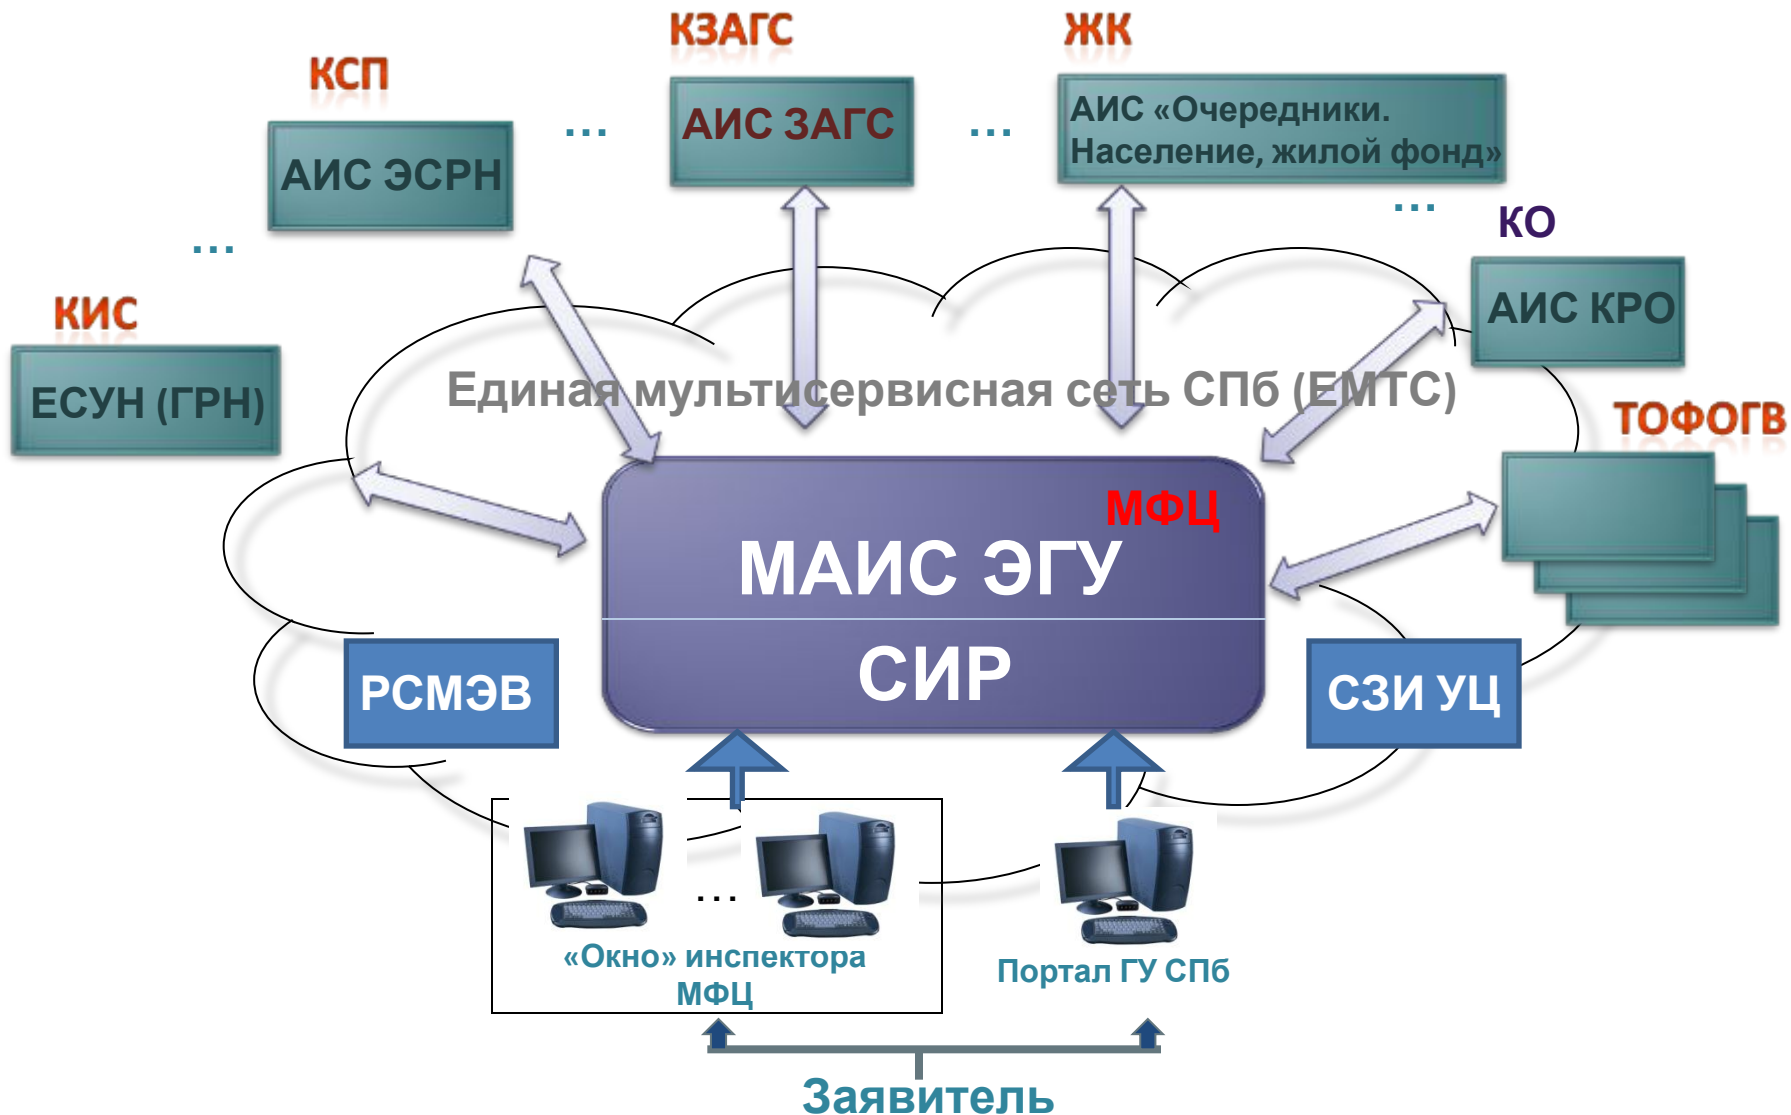 КЗАГС
ЖК
КСП
АИС ЗАГС
...
...
АИС «Очередники.
Население, жилой фонд»
АИС ЭСРН
...
...
КО
КИС
АИС КРО
ЕСУН (ГРН)
Единая мультисервисная сеть СПб (ЕМТС)
ТОФОГВ
МФЦ
МАИС ЭГУ
СИР
РСМЭВ
СЗИ УЦ
...
«Окно» инспектора
МФЦ
Портал ГУ СПб
Заявитель